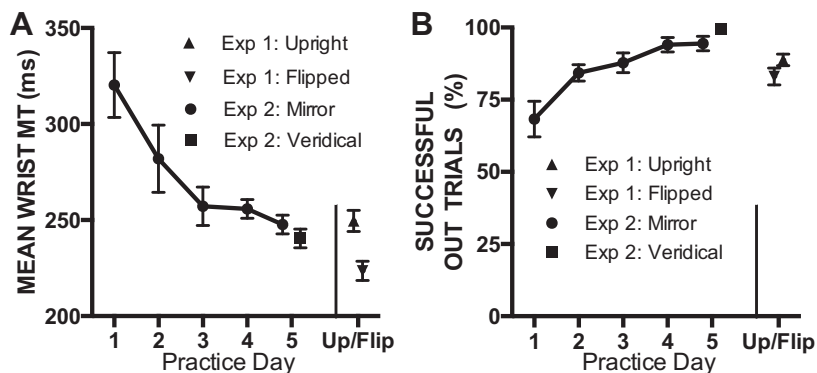 A
MEAN WRIST MT (ms)
350
300
250
200
Exp 1: Upright
Exp 1: Flipped
Exp 2: Mirror
Exp 2: Veridical
1 2 3 4 5 Up/Flip
Practice Day
B
SUCCESSFUL
OUT TRIALS (%)
100
75
50
25
0
Exp 1: Upright
Exp 1: Flipped
Exp 2: Mirror
Exp 2: Veridical
1 2 3 4 5 Up/Flip
Practice Day